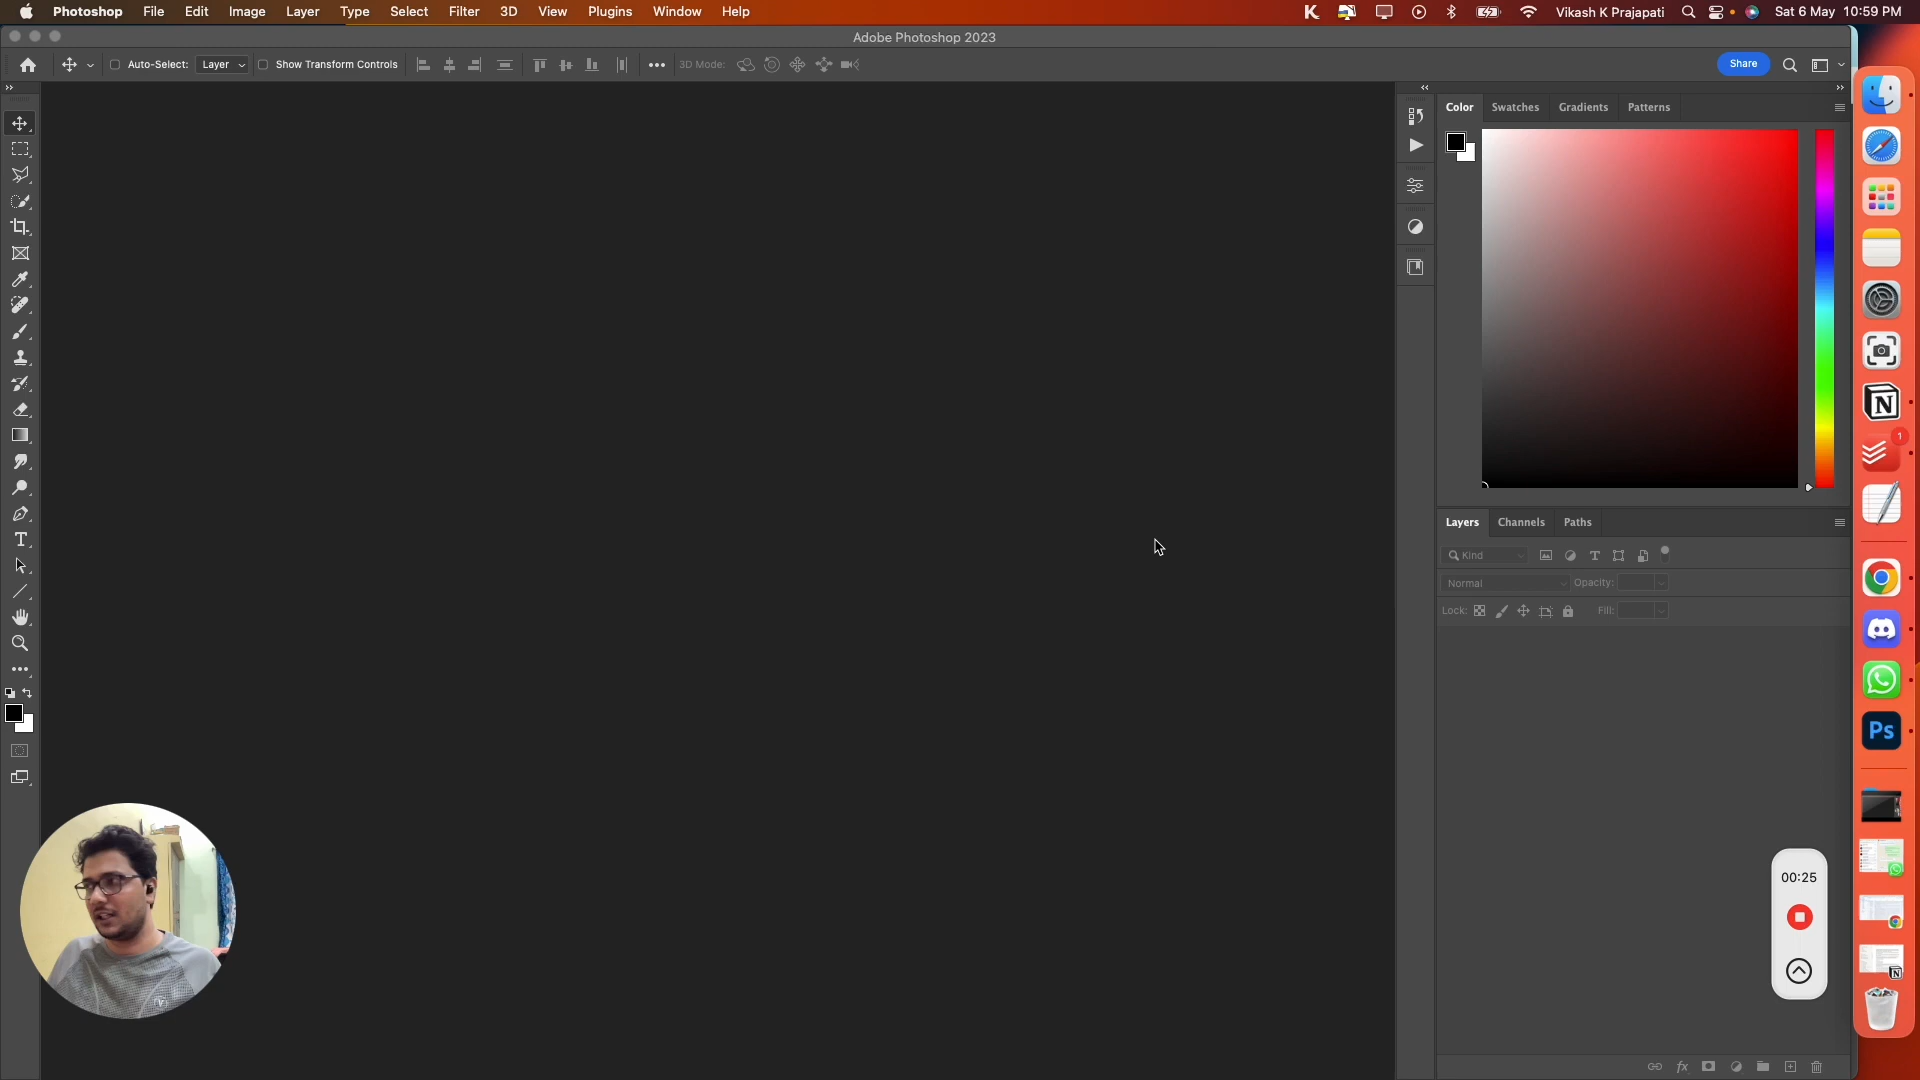 Photoshop File Edit Image Layer Type Select Filter 3D View Plugins Window Help Vikash K Prajapati Sat 6 May 10:59 PM
Adobe Photoshop 2023
Auto-Select: Layer Show Transform Controls 3D Mode: Share
Color Swatches Gradients Patterns
Layers Channels Paths
Kind
Normal Opacity:
Lock: Fill:
1
Ps
00:25